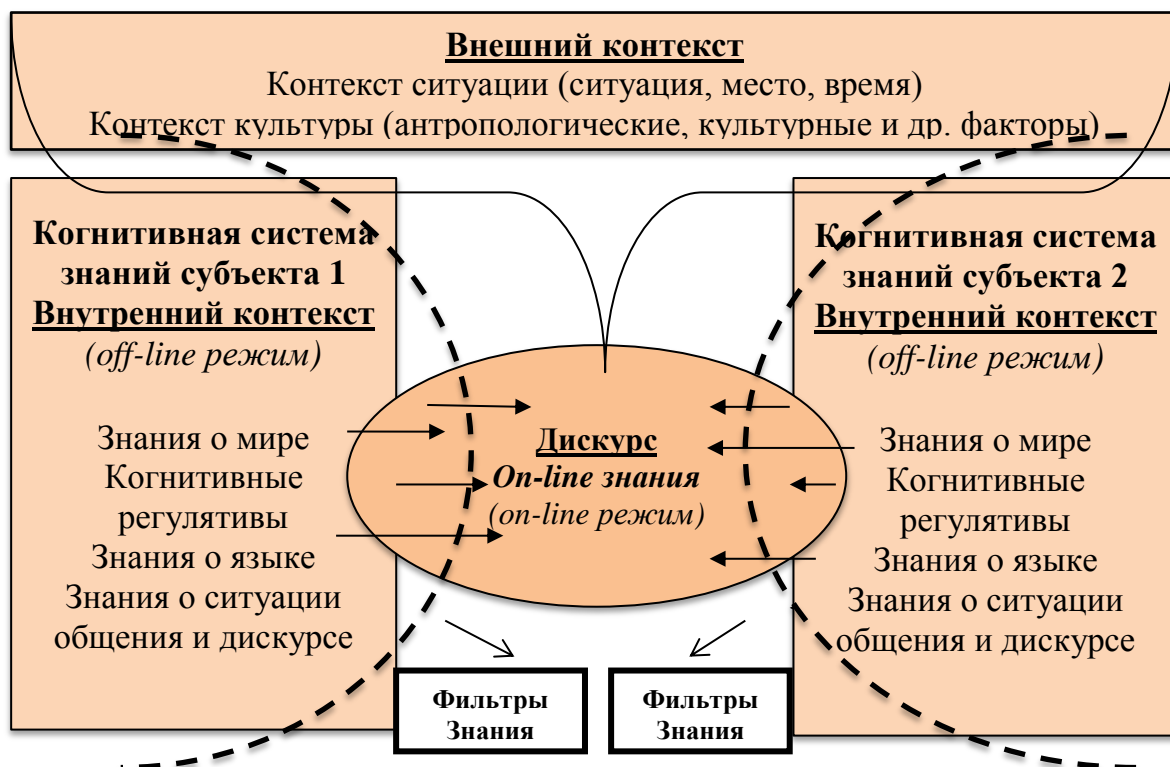 Внешний контекст
Контекст ситуации (ситуация, место, время)
Контекст культуры (антропологические, культурные и др. факторы)
Когнитивная система
знаний субъекта 1
Внутренний контекст
(off-line режим)
Знания о мире
Когнитивные
регулятивы
Знания о языке
Знания о ситуации
общения и дискурсе
Дискурс
On-line знания
(on-line режим)
Когнитивная система
знаний субъекта 2
Внутренний контекст
(off-line режим)
Знания о мире
Когнитивные
регулятивы
Знания о языке
Знания о ситуации
общения и дискурсе
Фильтры
Знания
Фильтры
Знания